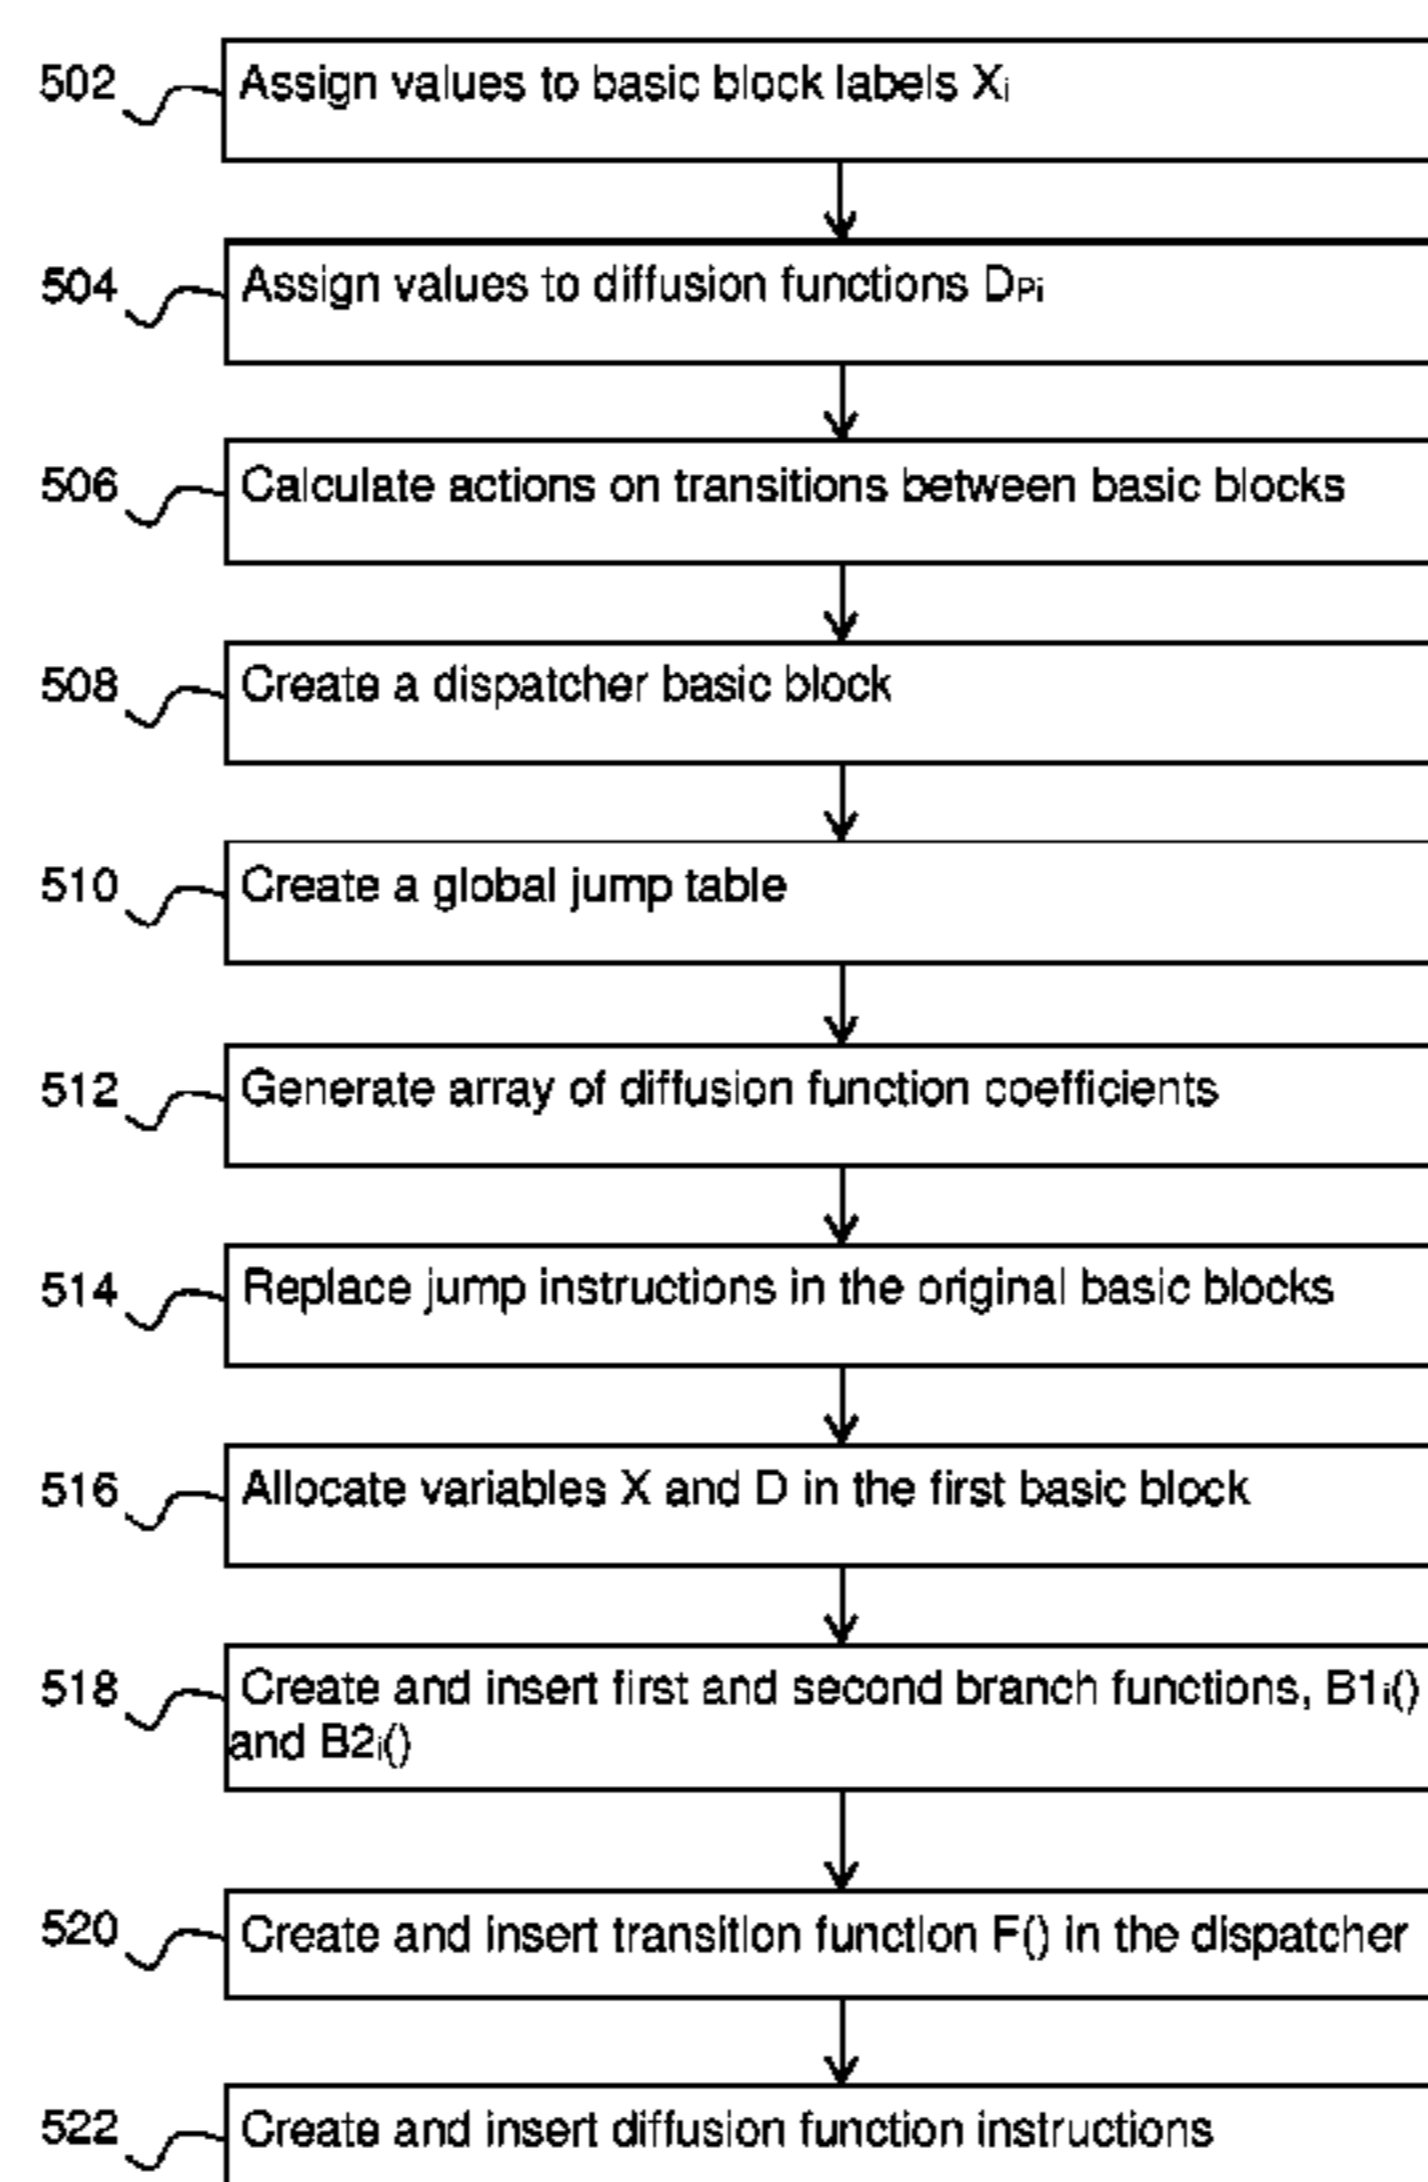 502 Assign values to basic block labels Xi
504 Assign values to diffusion functions DPi
506 Calculate actions on transitions between basic blocks
508 Create a dispatcher basic block
510 Create a global jump table
512 Generate array of diffusion function coefficients
514 Replace jump instructions in the original basic blocks
516 Allocate variables X and D in the first basic block
518 Create and insert first and second branch functions, B1i()
and B2i()
520 Create and insert transition function F() in the dispatcher
522 Create and insert diffusion function instructions